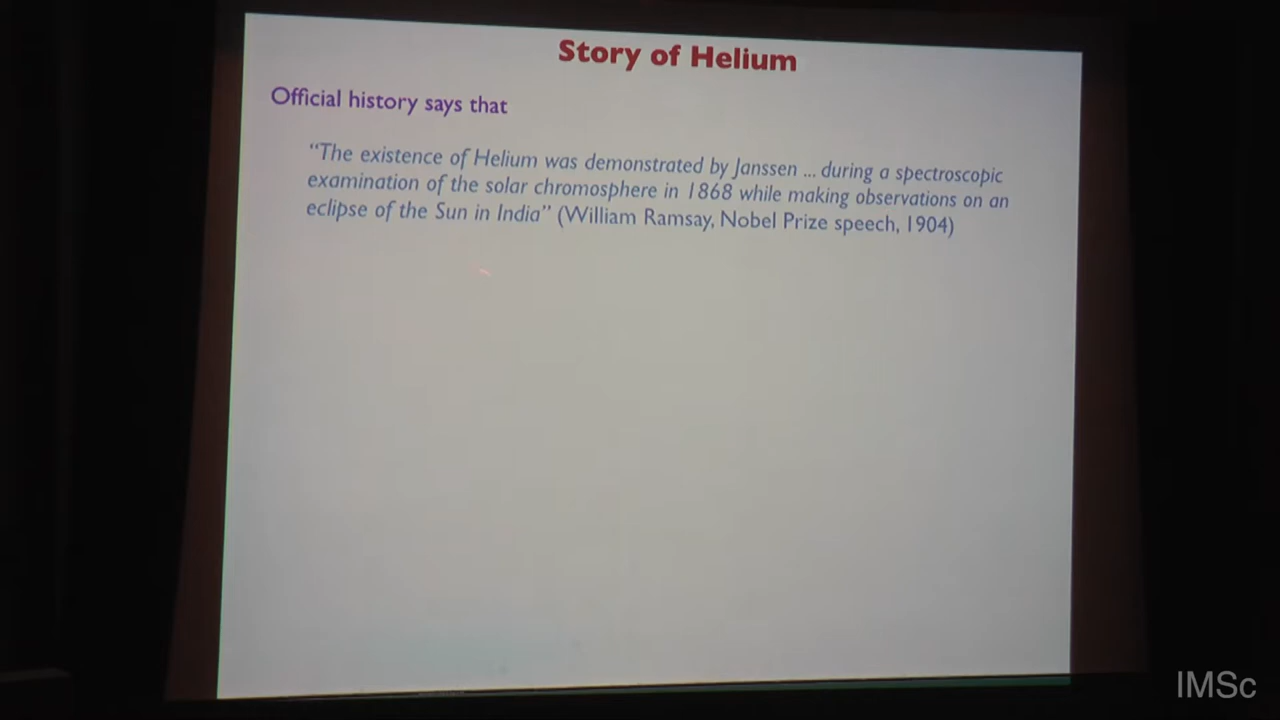 Story of Helium
Official history says that
“The existence of Helium was demonstrated by Janssen ... during a spectroscopic
examination of the solar chromosphere in 1868 while making observations on an
eclipse of the Sun in India” (William Ramsay, Nobel Prize speech, 1904)
IMSc